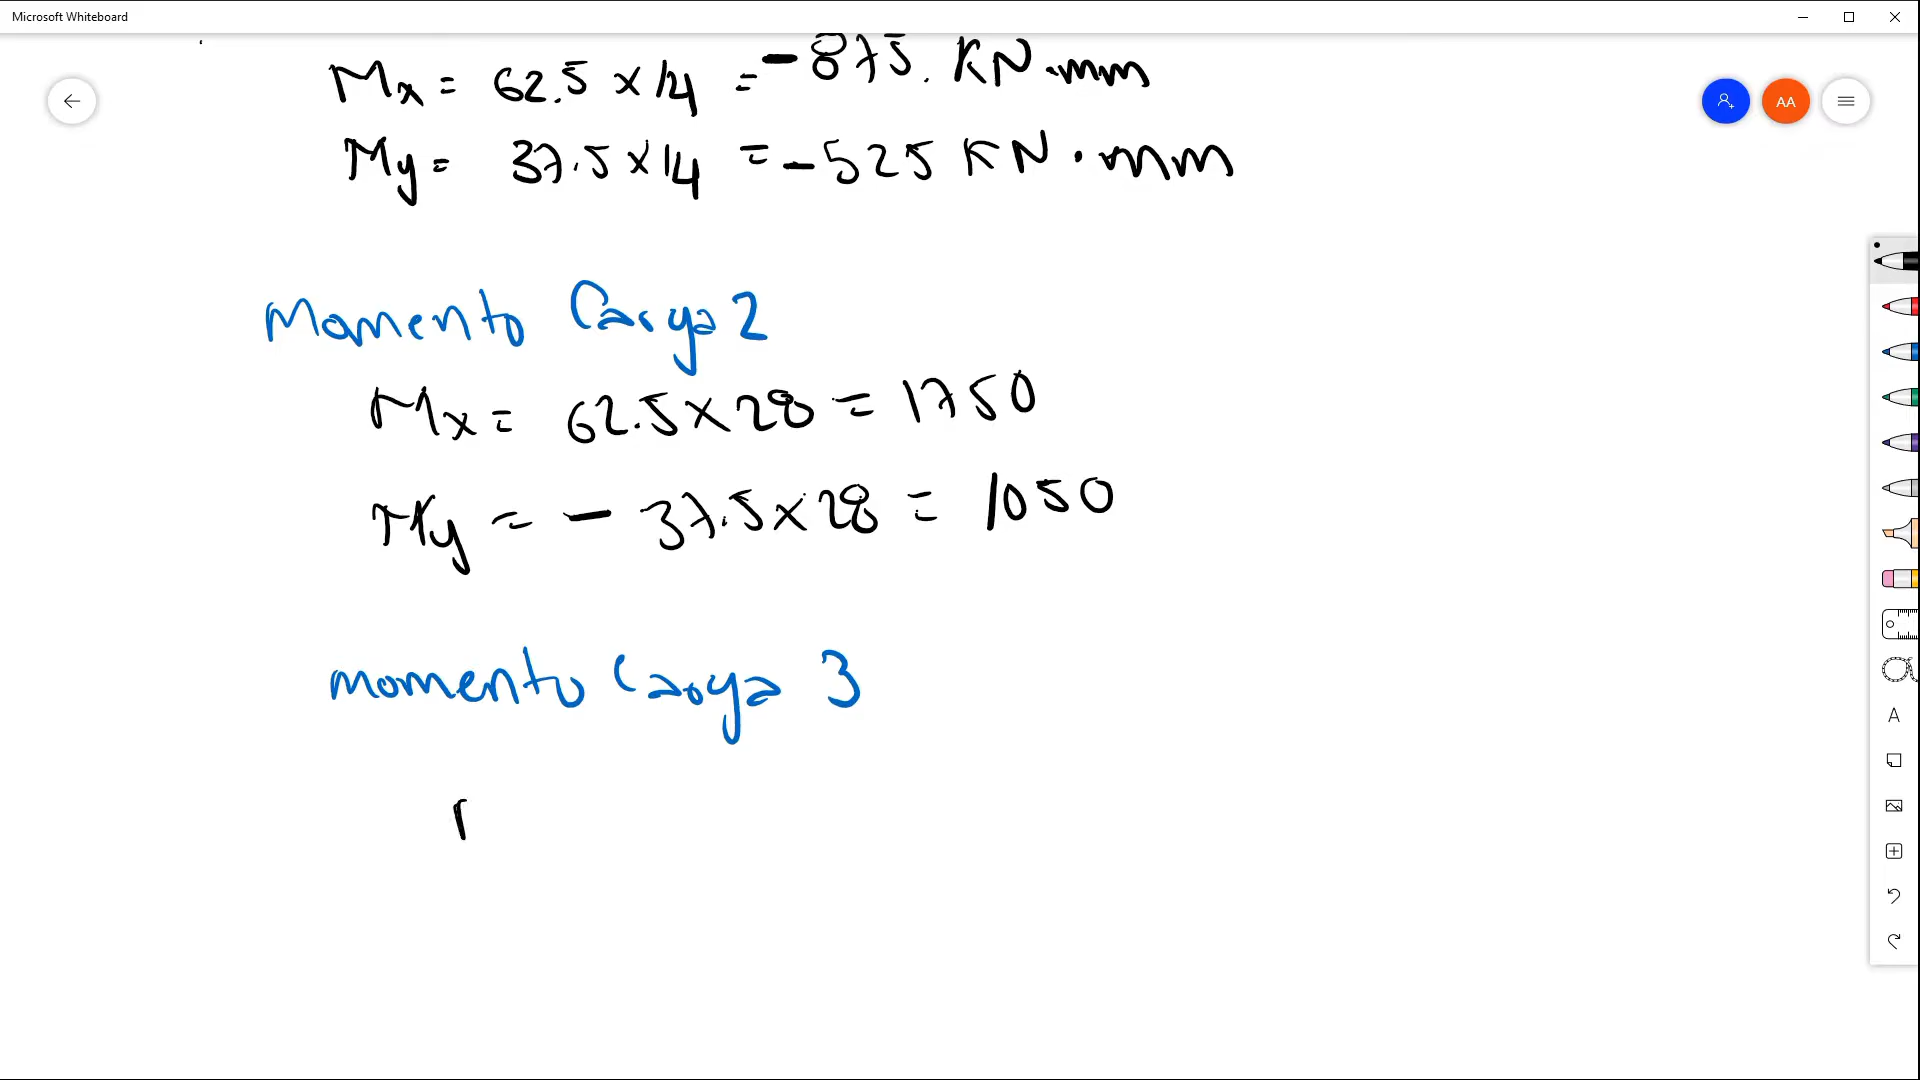 Microsoft Whiteboard
Mx = 62.5 x 14 = -875. KN.mm
AA
My = 37.5 x 14 = -525 KN.mm
Momento Carga 2
Mx = 62.5 x 28 = 1750
My = - 37.5 x 28 = 1050
momento Carga 3
A